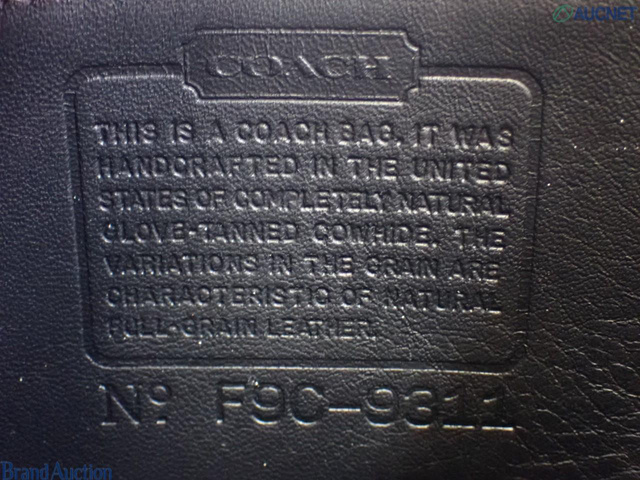 AUCNET
COACH
THIS IS A COACH BAG. IT WAS
HANDCRAFTED IN THE UNITED
STATES OF COMPLETELY NATURAL
GLOVE-TANNED COWHIDE. THE
VARIATIONS IN THE GRAIN ARE
CHARACTERISTIC OF NATURAL
FULL-GRAIN LEATHER.
Nº F9C-9311
Brand Auction